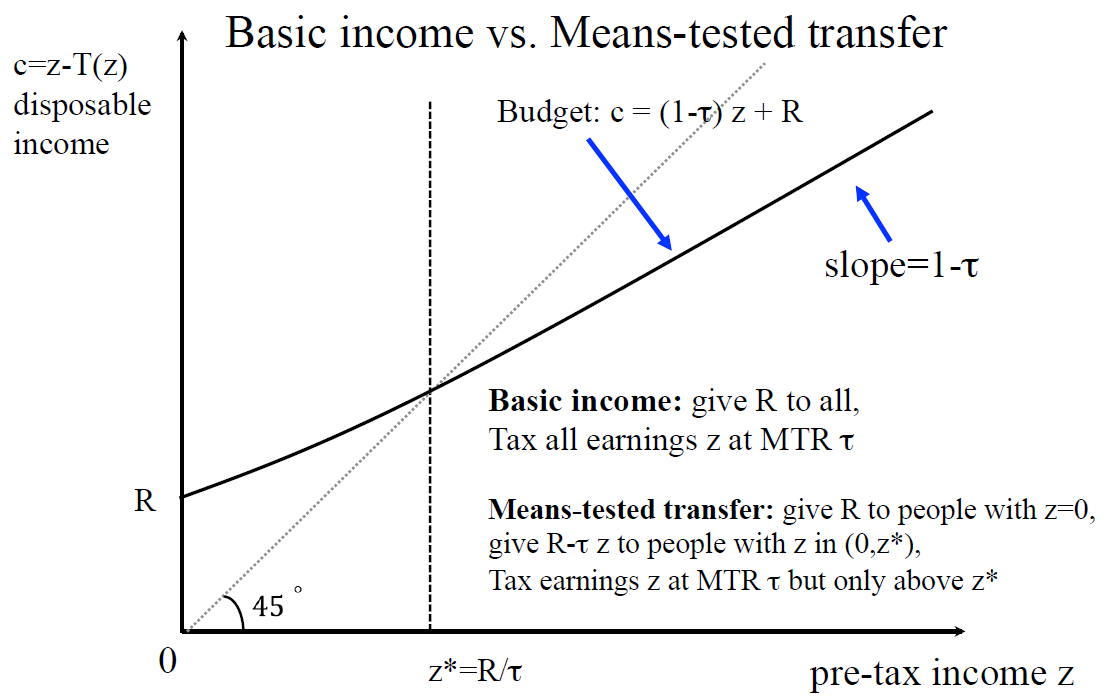 Basic income vs. Means-tested transfer
c=z-T(z)
disposable
income
Budget: c = (1-τ) z + R
slope=1-τ
Basic income: give R to all,
Tax all earnings z at MTR τ
R
Means-tested transfer: give R to people with z=0,
give R-τ z to people with z in (0,z*),
Tax earnings z at MTR τ but only above z*
45°
0
z*=R/τ
pre-tax income z